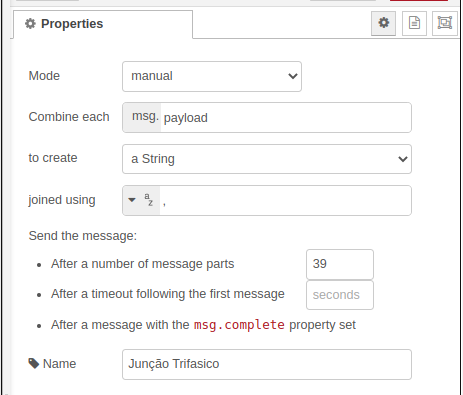 Properties
Mode manual
Combine each msg. payload
to create a String
joined using az ,
Send the message:
• After a number of message parts 39
• After a timeout following the first message seconds
• After a message with the msg.complete property set
Name Junção Trifasico